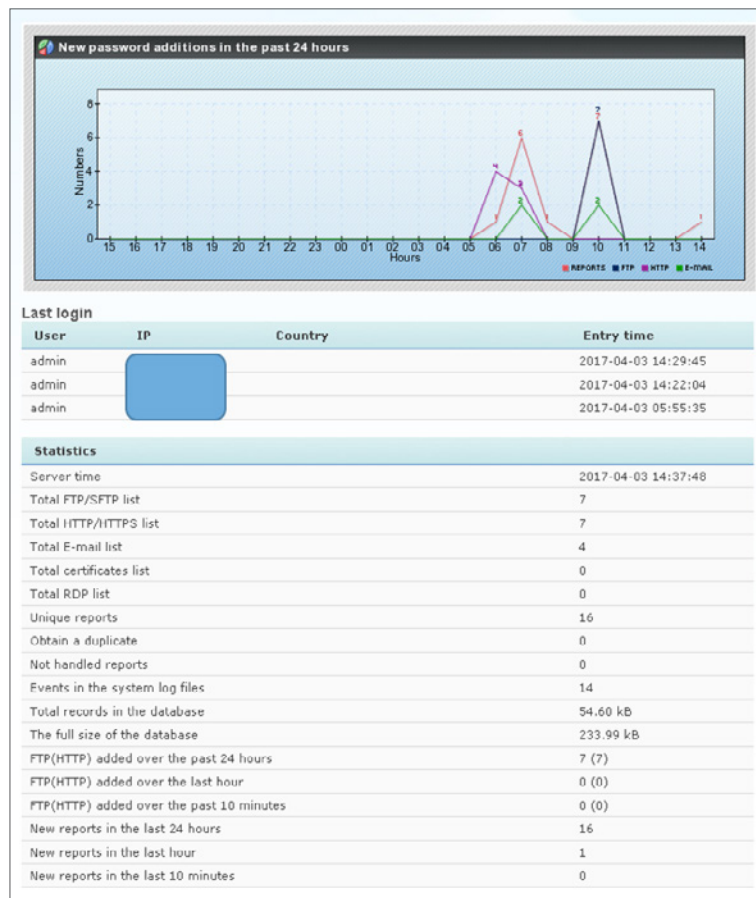 New password additions in the past 24 hours
8
6
4
2
0
Numbers
6
4
3
1
2
1
7
2
1
15 16 17 18 19 20 21 22 23 00 01 02 03 04 05 06 07 08 09 10 11 12 13 14
Hours
REPORTS FTP HTTP E-MAIL
Last login
User IP Country Entry time
admin 2017-04-03 14:29:45
admin 2017-04-03 14:22:04
admin 2017-04-03 05:55:35
Statistics
Server time 2017-04-03 14:37:48
Total FTP/SFTP list 7
Total HTTP/HTTPS list 7
Total E-mail list 4
Total certificates list 0
Total RDP list 0
Unique reports 16
Obtain a duplicate 0
Not handled reports 0
Events in the system log files 14
Total records in the database 54.60 kB
The full size of the database 233.99 kB
FTP(HTTP) added over the past 24 hours 7 (7)
FTP(HTTP) added over the last hour 0 (0)
FTP(HTTP) added over the past 10 minutes 0 (0)
New reports in the last 24 hours 16
New reports in the last hour 1
New reports in the last 10 minutes 0